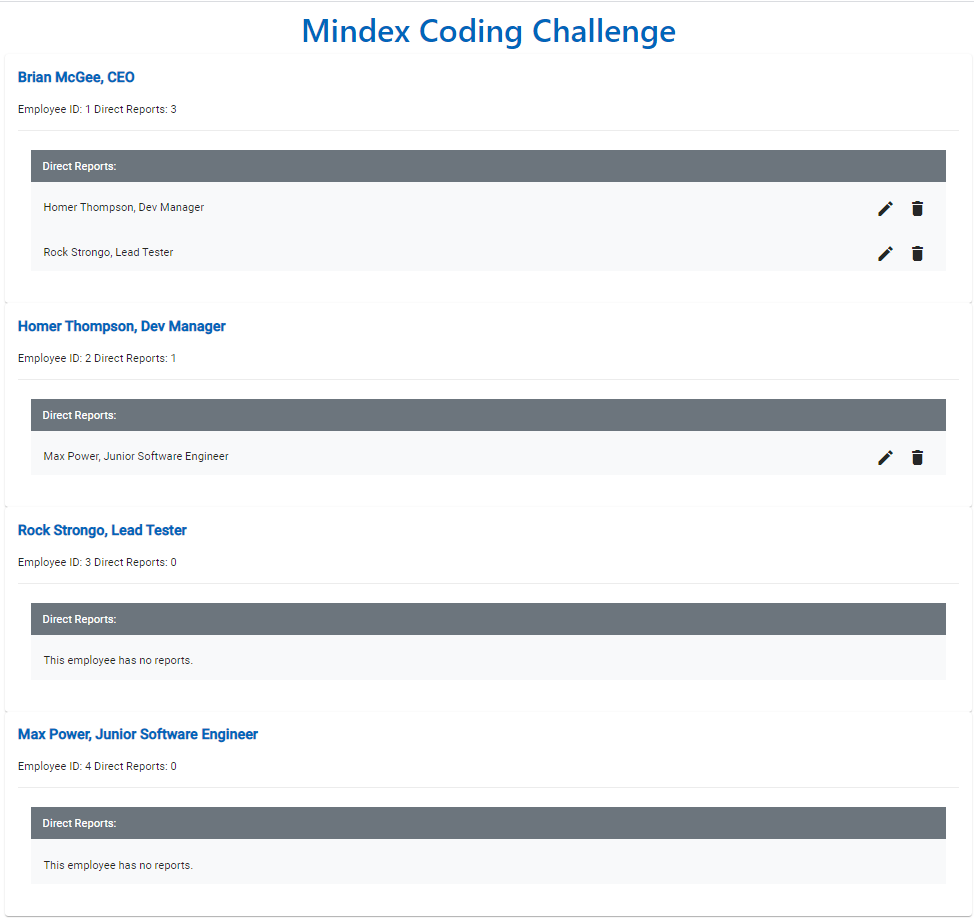 Mindex Coding Challenge
Brian McGee, CEO
Employee ID: 1 Direct Reports: 3
Direct Reports:
Homer Thompson, Dev Manager
Rock Strongo, Lead Tester
Homer Thompson, Dev Manager
Employee ID: 2 Direct Reports: 1
Direct Reports:
Max Power, Junior Software Engineer
Rock Strongo, Lead Tester
Employee ID: 3 Direct Reports: 0
Direct Reports:
This employee has no reports.
Max Power, Junior Software Engineer
Employee ID: 4 Direct Reports: 0
Direct Reports:
This employee has no reports.